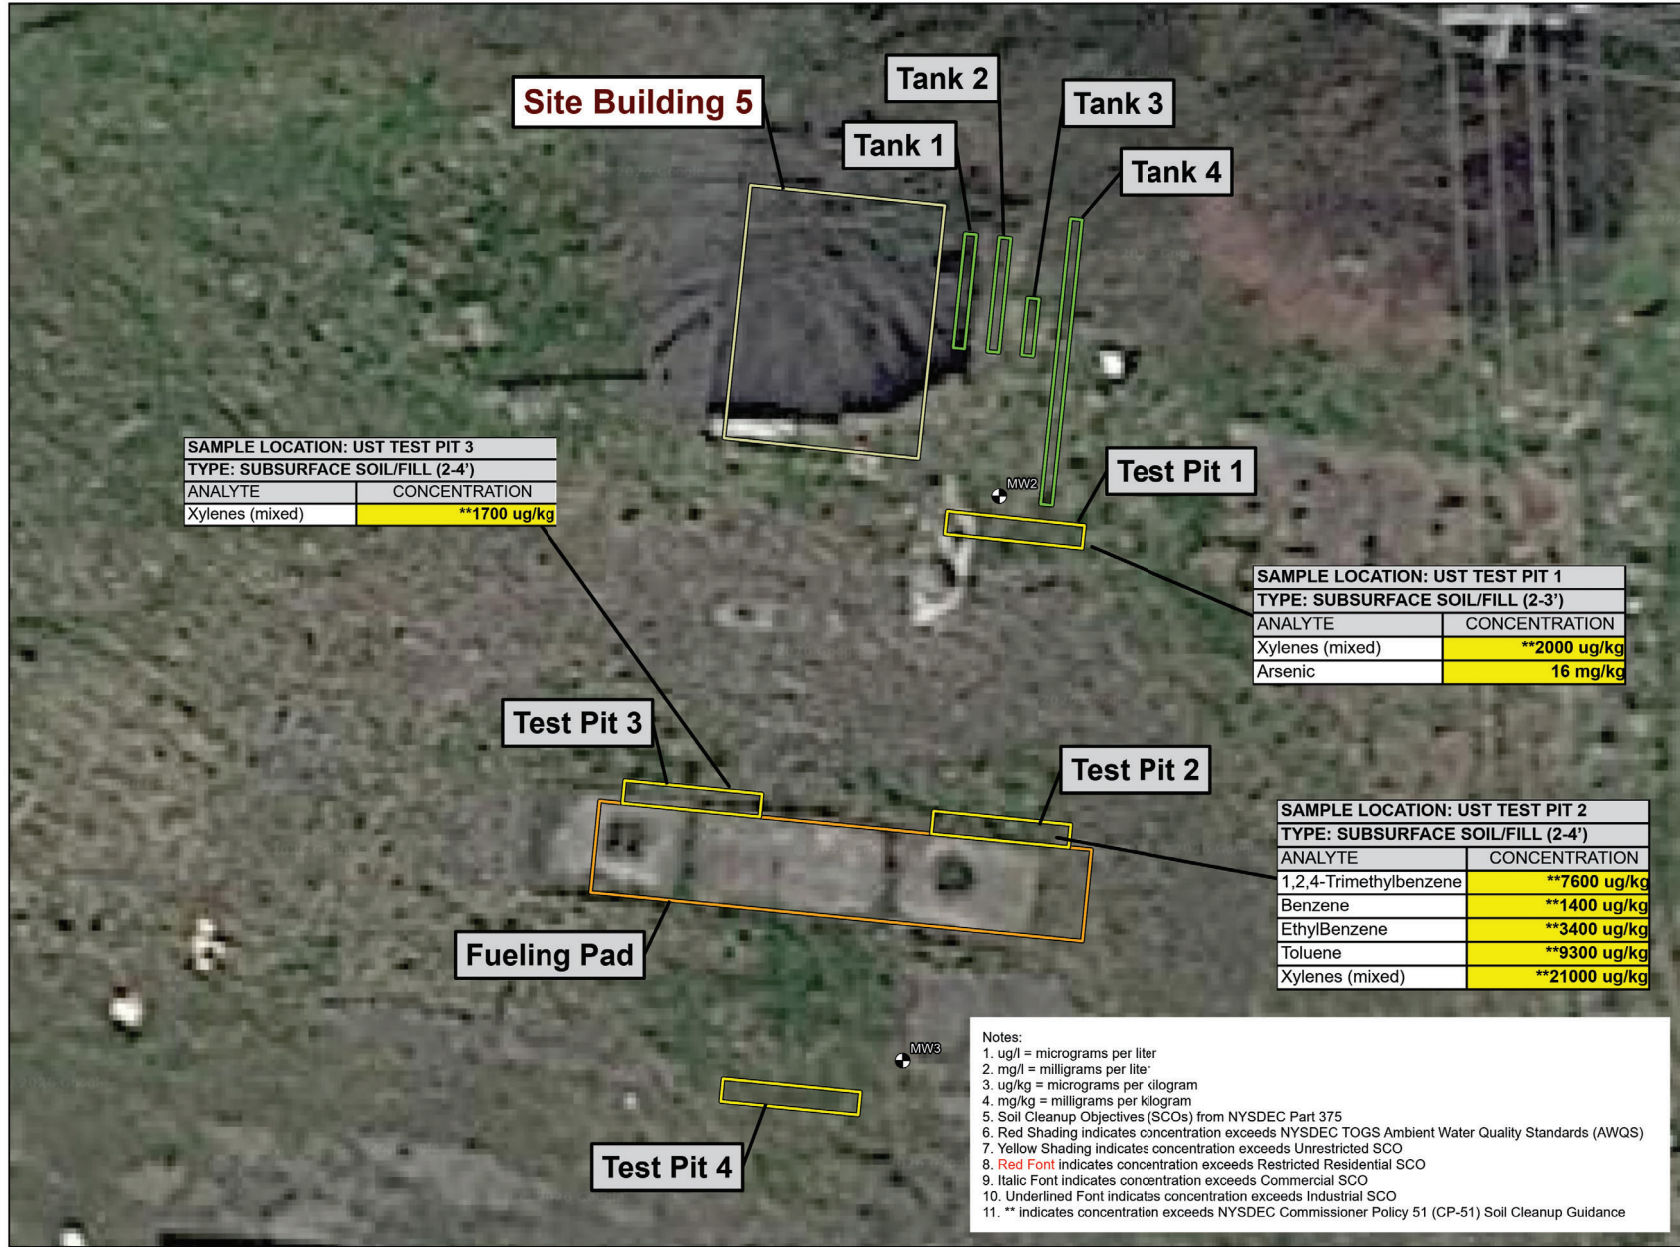 Tank 2
Site Building 5
Tank 3
Tank 1
Tank 4
SAMPLE LOCATION: UST TEST PIT 3
TYPE: SUBSURFACE SOIL/FILL (2-4')
ANALYTE CONCENTRATION
Xylenes (mixed) **1700 ug/kg
Test Pit 1
MW2
SAMPLE LOCATION: UST TEST PIT 1
TYPE: SUBSURFACE SOIL/FILL (2-3')
ANALYTE CONCENTRATION
Xylenes (mixed) **2000 ug/kg
Arsenic 16 mg/kg
Test Pit 3
Test Pit 2
SAMPLE LOCATION: UST TEST PIT 2
TYPE: SUBSURFACE SOIL/FILL (2-4')
ANALYTE CONCENTRATION
1,2,4-Trimethylbenzene **7600 ug/kg
Benzene **1400 ug/kg
EthylBenzene **3400 ug/kg
Toluene **9300 ug/kg
Xylenes (mixed) **21000 ug/kg
Fueling Pad
MW3
Test Pit 4
Notes:
1. ug/l = micrograms per liter
2. mg/l = milligrams per liter
3. ug/kg = micrograms per kilogram
4. mg/kg = milligrams per kilogram
5. Soil Cleanup Objectives (SCOs) from NYSDEC Part 375
6. Red Shading indicates concentration exceeds NYSDEC TOGS Ambient Water Quality Standards (AWQS)
7. Yellow Shading indicates concentration exceeds Unrestricted SCO
8. Red Font indicates concentration exceeds Restricted Residential SCO
9. Italic Font indicates concentration exceeds Commercial SCO
10. Underlined Font indicates concentration exceeds Industrial SCO
11. ** indicates concentration exceeds NYSDEC Commissioner Policy 51 (CP-51) Soil Cleanup Guidance